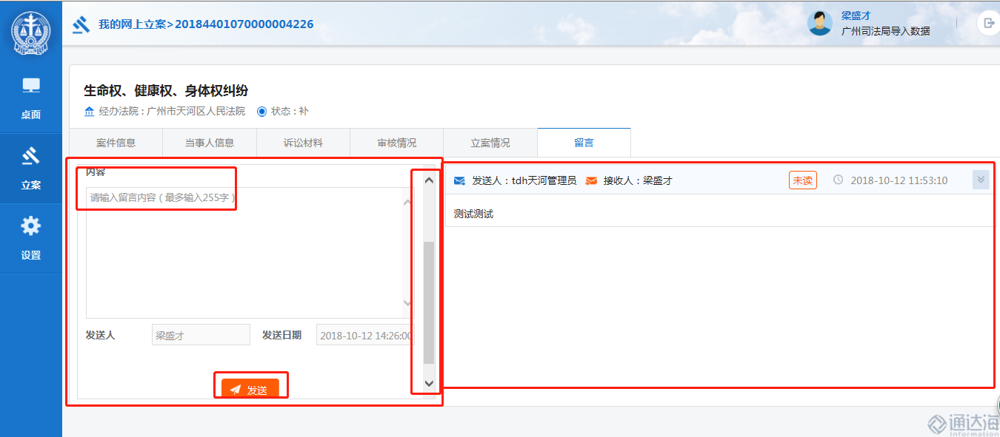 我的网上立案>20184401070000004226
梁盛才
广州司法局导入数据
桌面
立案
设置
生命权、健康权、身体权纠纷
经办法院：广州市天河区人民法院 状态：补
案件信息 当事人信息 诉讼材料 审核情况 立案情况 留言
内容
请输入留言内容（最多输入255字）
发送人 梁盛才 发送日期 2018-10-12 14:26:00
发送
发送人：tdh天河管理员 接收人：梁盛才 未读 2018-10-12 11:53:10
测试测试
通达海
Information